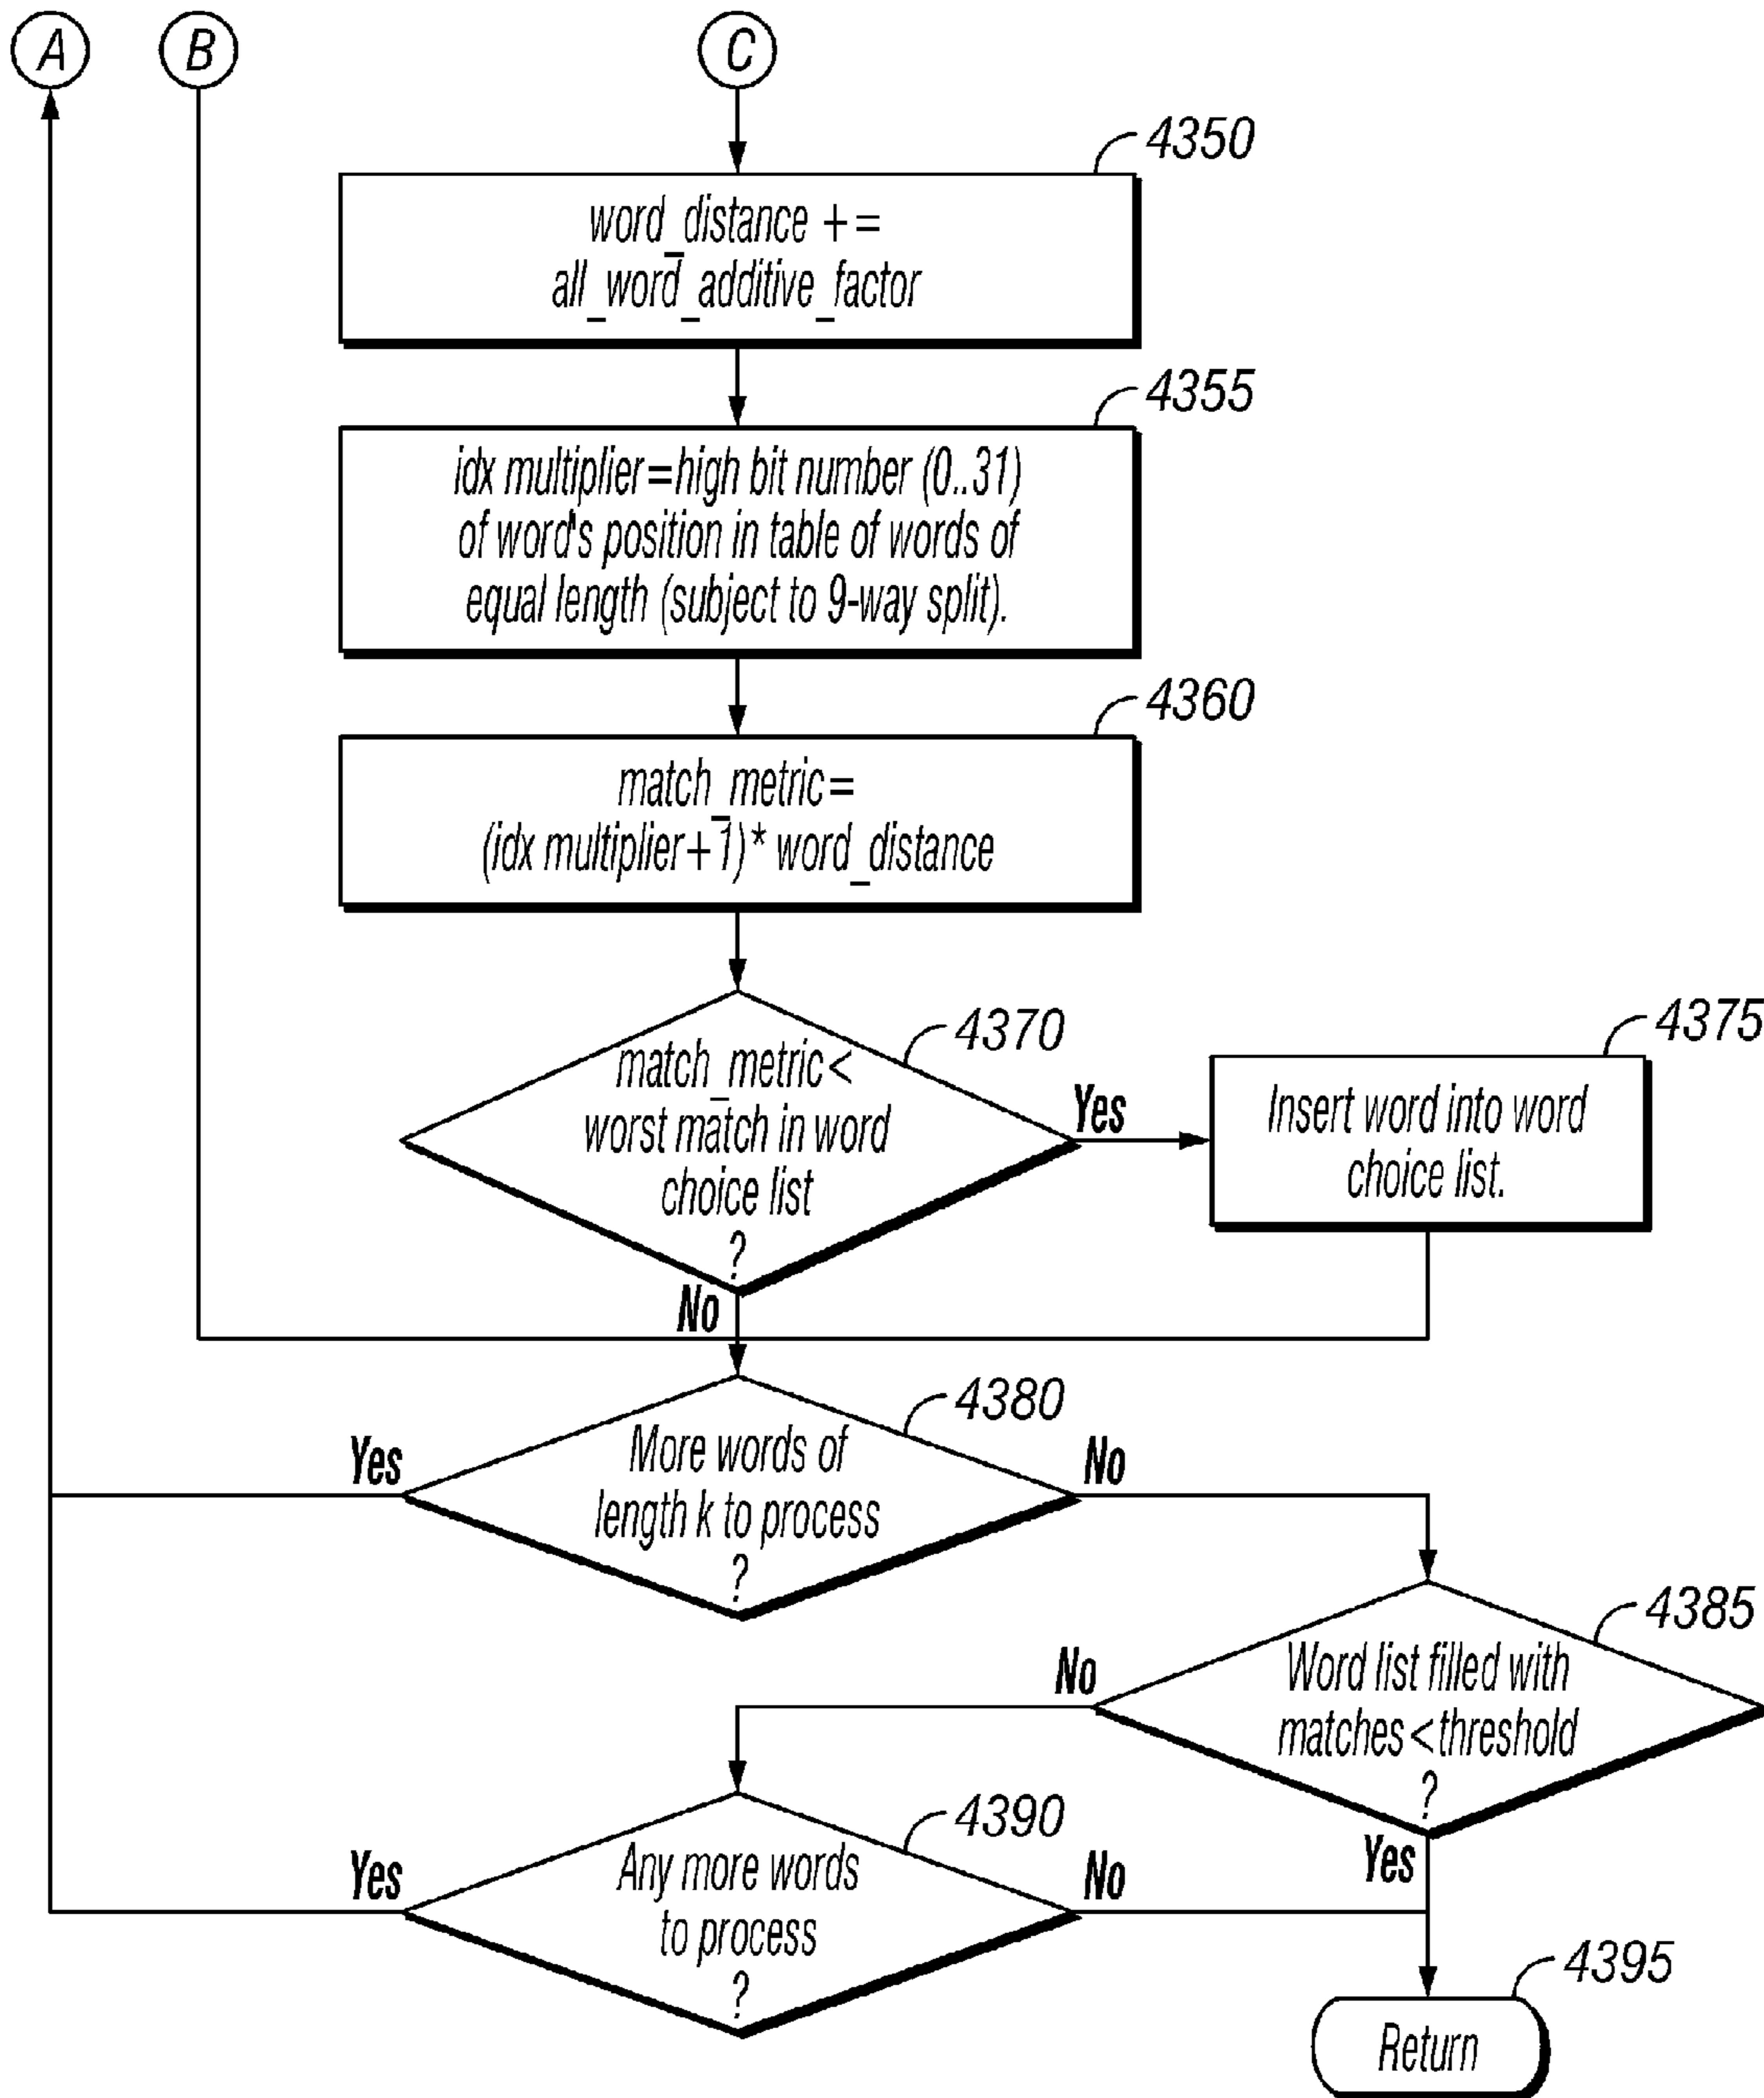 A
B
C
4350
word_distance +=
all_word_additive_factor
4355
idx multiplier=high bit number (0..31)
of word's position in table of words of
equal length (subject to 9-way split).
4360
match_metric=
(idx multiplier+1)* word_distance
4370
match_metric<
worst match in word
choice list
?
Yes
No
4375
Insert word into word
choice list.
4380
More words of
length k to process
?
Yes
No
4385
Word list filled with
matches<threshold
?
No
Yes
4390
Any more words
to process
?
Yes
No
4395
Return